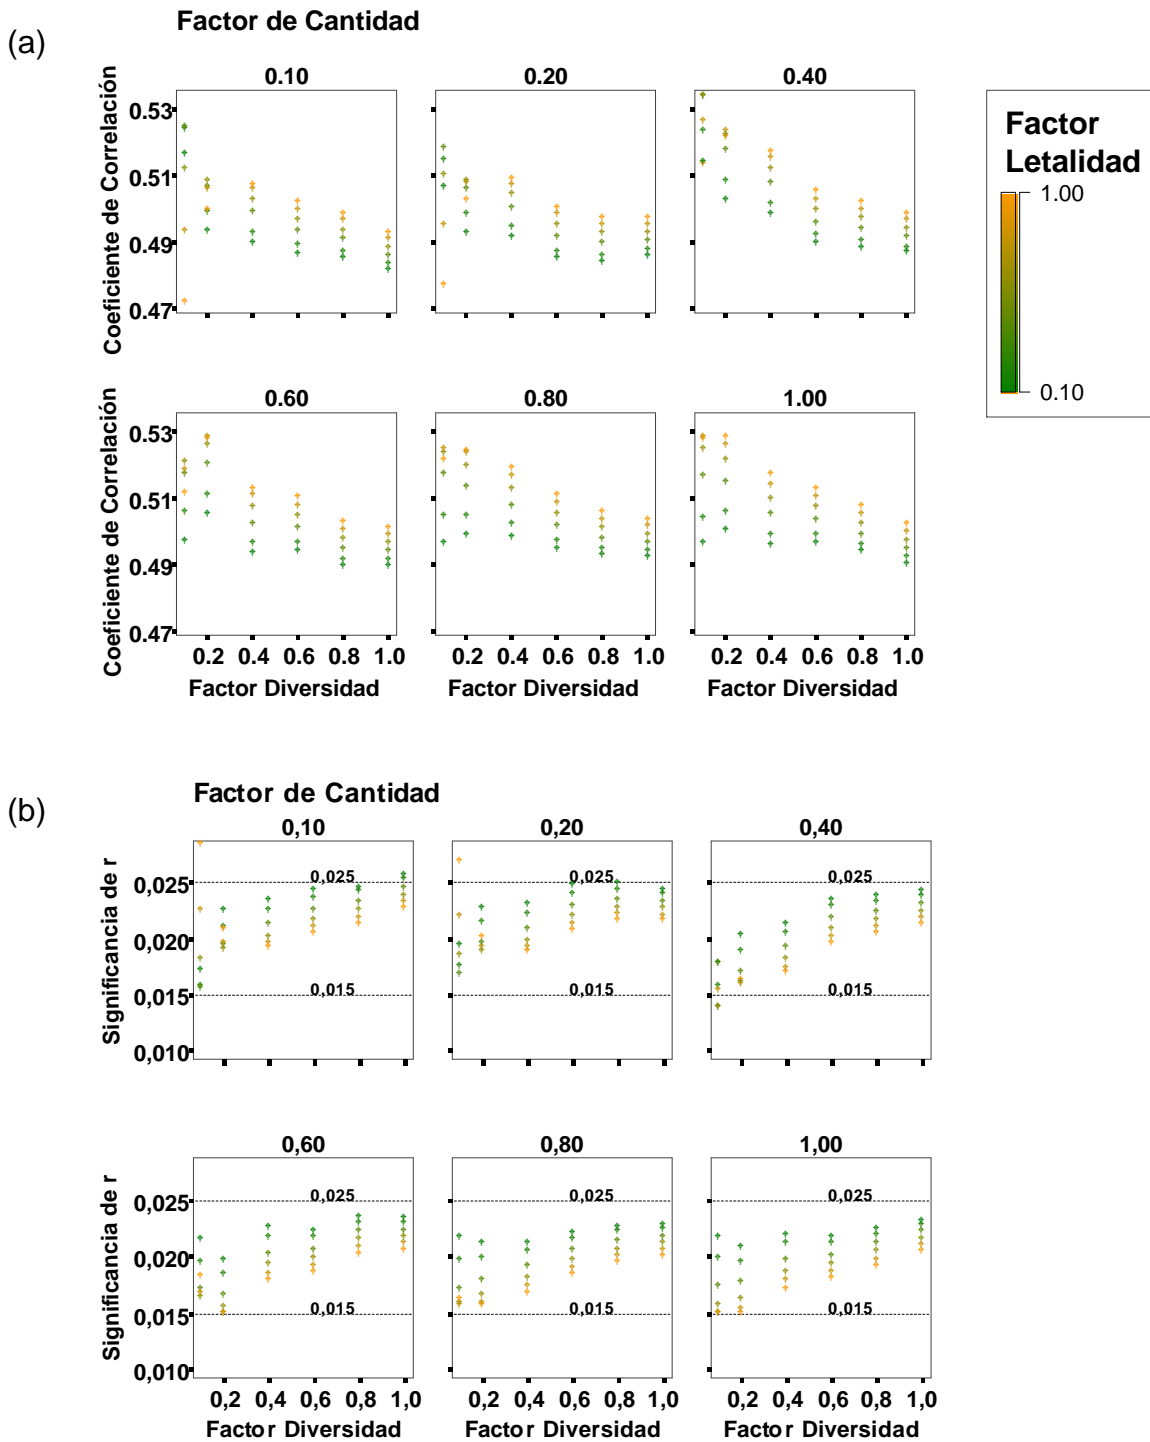 (a)
Factor de Cantidad
0.10 0.20 0.40
Coeficiente de Correlación
0.53
0.51
0.49
0.47
Factor
Letalidad
1.00
0.10
0.60 0.80 1.00
Coeficiente de Correlación
0.53
0.51
0.49
0.47
0.2 0.4 0.6 0.8 1.0 0.2 0.4 0.6 0.8 1.0 0.2 0.4 0.6 0.8 1.0
Factor Diversidad Factor Diversidad Factor Diversidad
(b)
Factor de Cantidad
0,10 0,20 0,40
Significancia de r
0,025
0,020
0,015
0,010
0,025 0,025 0,025
0,015 0,015 0,015
0,60 0,80 1,00
Significancia de r
0,025
0,020
0,015
0,010
0,025 0,025 0,025
0,015 0,015 0,015
0,2 0,4 0,6 0,8 1,0 0,2 0,4 0,6 0,8 1,0 0,2 0,4 0,6 0,8 1,0
Factor Diversidad Factor Diversidad Factor Diversidad